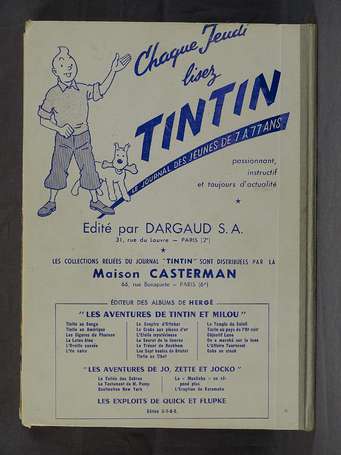 Chaque Jeudi
lisez
TINTIN
LE JOURNAL DES JEUNES DE 7 A 77 ANS
passionnant,
instructif
et toujours d'actualité
Edité par DARGAUD S.A.
31, rue du Louvre — PARIS (2e)
LES COLLECTIONS RELIÉES DU JOURNAL "TINTIN" SONT DISTRIBUÉES PAR LA
Maison CASTERMAN
66, rue Bonaparte — PARIS (6e)
ÉDITEUR DES ALBUMS DE HERGÉ
"LES AVENTURES DE TINTIN ET MILOU"
Tintin au Congo
Tintin en Amérique
Les Cigares du Pharaon
Le Lotus bleu
L'Oreille cassée
L'Ile noire
Le Sceptre d'Ottokar
Le Crabe aux pinces d'or
L'Etoile mystérieuse
Le Secret de la Licorne
Le Trésor de Rackham
Les Sept boules de Cristal
Tintin au Tibet
Le Temple du Soleil
Tintin au pays de l'Or noir
Objectif Lune
On a marché sur la lune
L'Affaire Tournesol
Coke en stock
"LES AVENTURES DE JO, ZETTE ET JOCKO"
Le Testament de M. Pump
Destination New York
Le « Manitoba » ne répond plus
L'Eruption du Karamako
LES EXPLOITS DE QUICK ET FLUPKE